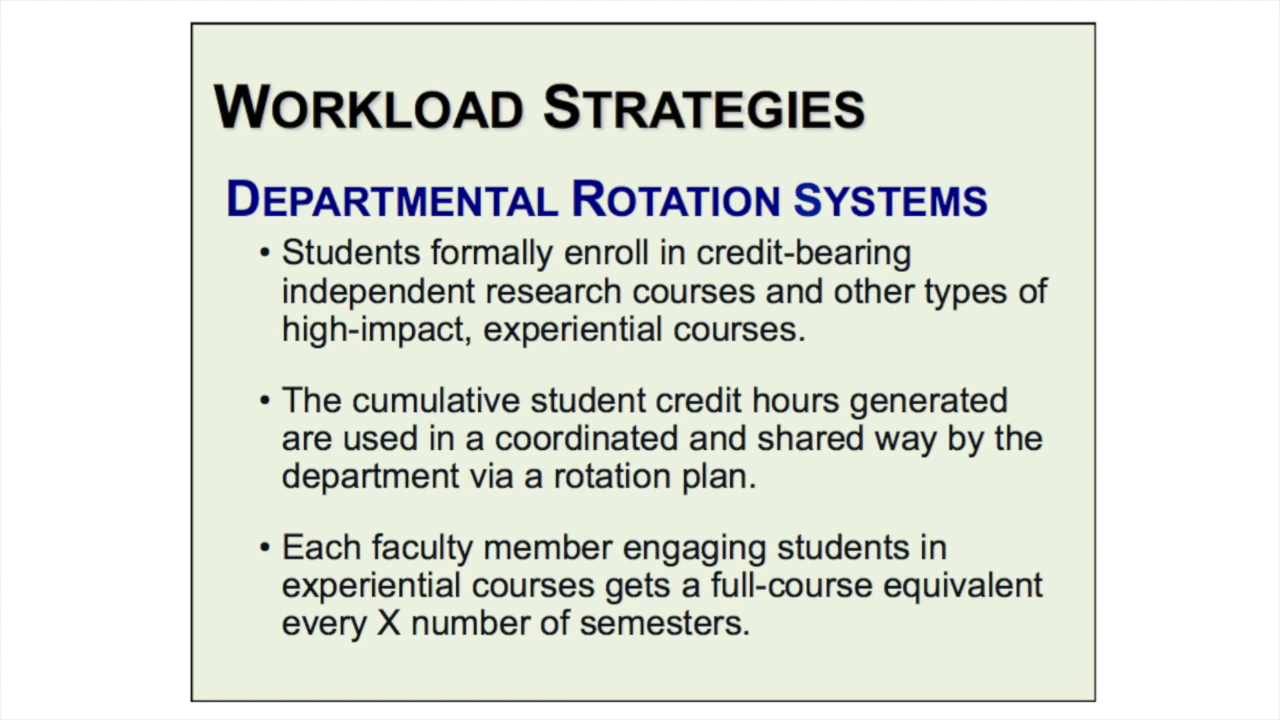 WORKLOAD STRATEGIES
DEPARTMENTAL ROTATION SYSTEMS
• Students formally enroll in credit-bearing
independent research courses and other types of
high-impact, experiential courses.
• The cumulative student credit hours generated
are used in a coordinated and shared way by the
department via a rotation plan.
• Each faculty member engaging students in
experiential courses gets a full-course equivalent
every X number of semesters.